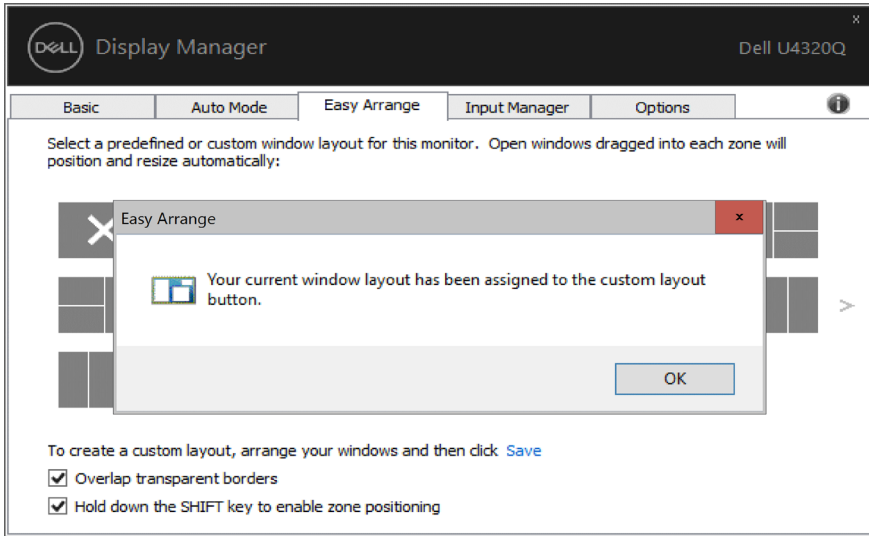 DELL Display Manager
x
Dell U4320Q
Basic Auto Mode Easy Arrange Input Manager Options
i
Select a predefined or custom window layout for this monitor. Open windows dragged into each zone will
position and resize automatically:
Easy Arrange
x
Your current window layout has been assigned to the custom layout
button.
OK
>
To create a custom layout, arrange your windows and then click Save
Overlap transparent borders
Hold down the SHIFT key to enable zone positioning